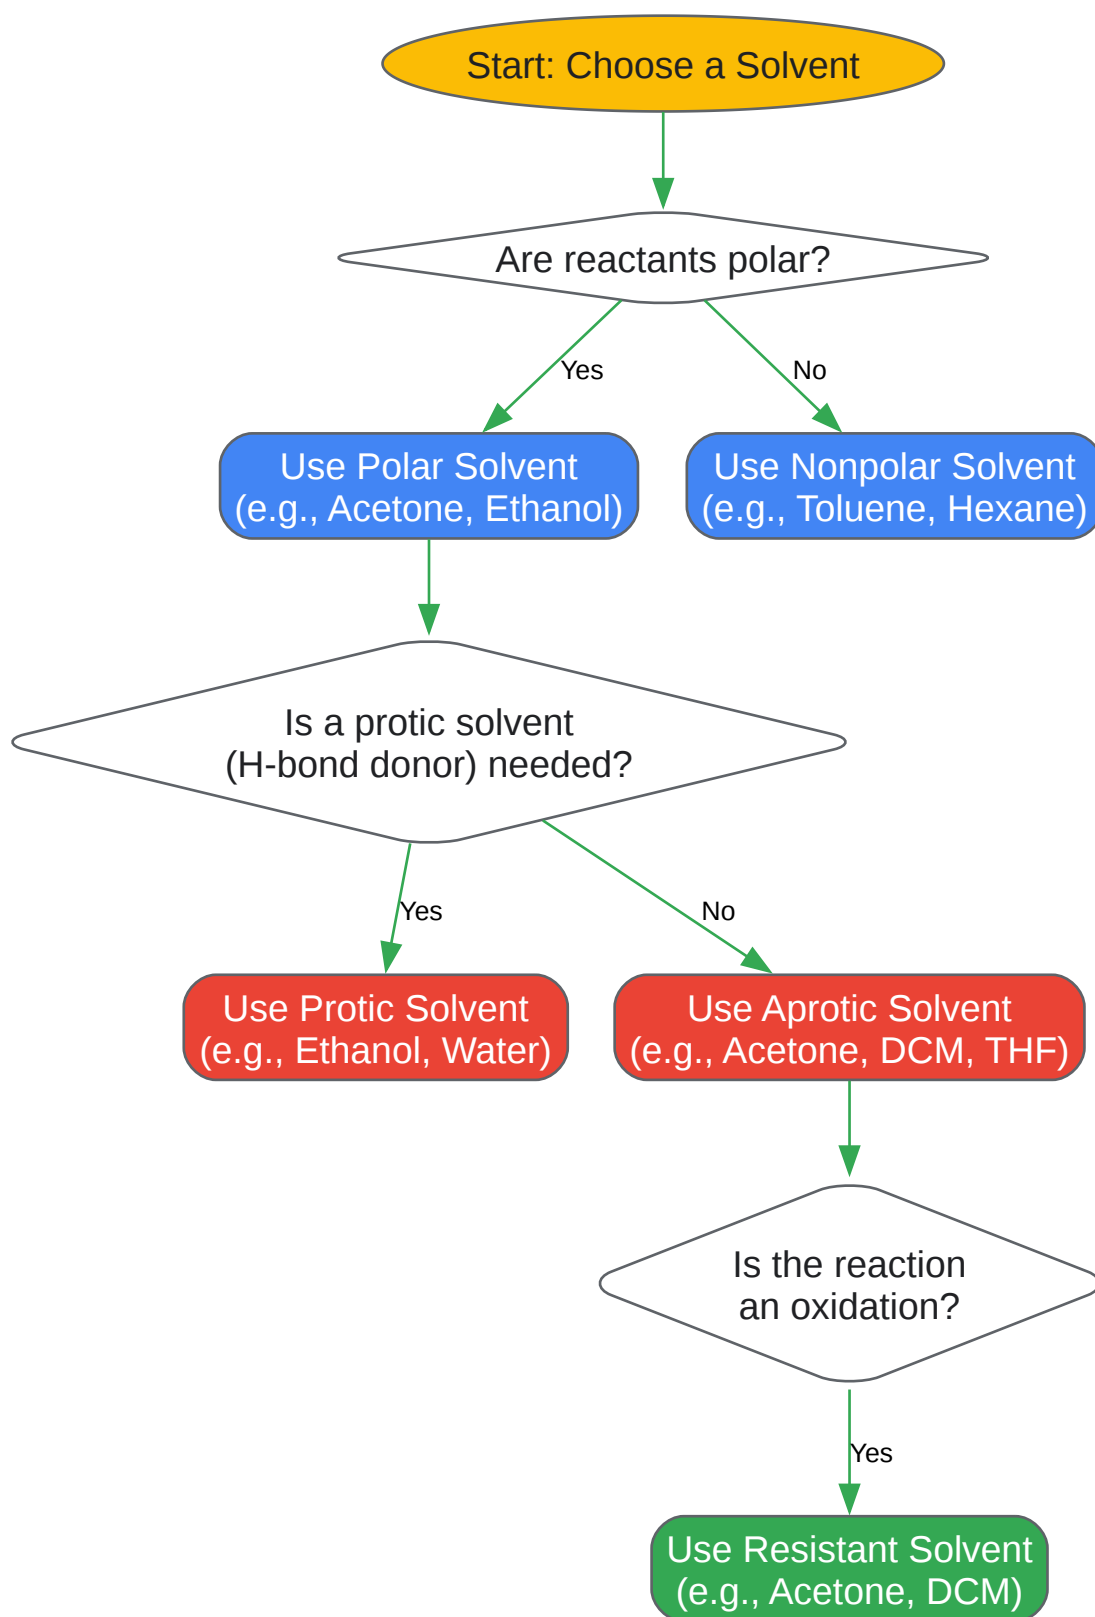 Start: Choose a Solvent
Are reactants polar?
Yes
No
Use Polar Solvent
(e.g., Acetone, Ethanol)
Use Nonpolar Solvent
(e.g., Toluene, Hexane)
Is a protic solvent
(H-bond donor) needed?
Yes
No
Use Protic Solvent
(e.g., Ethanol, Water)
Use Aprotic Solvent
(e.g., Acetone, DCM, THF)
Is the reaction
an oxidation?
Yes
Use Resistant Solvent
(e.g., Acetone, DCM)